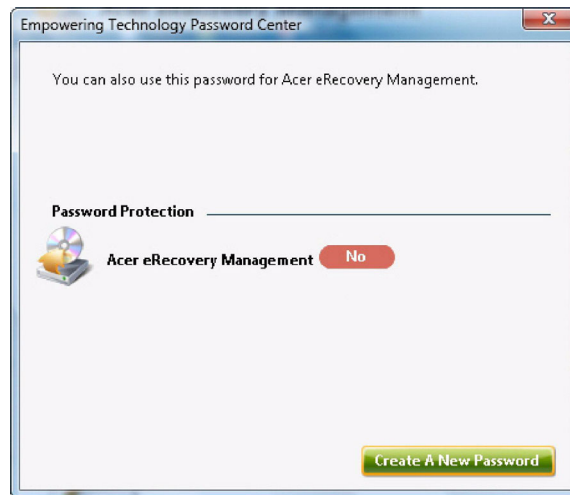 Empowering Technology Password Center
You can also use this password for Acer eRecovery Management.
Password Protection
Acer eRecovery Management No
Create A New Password